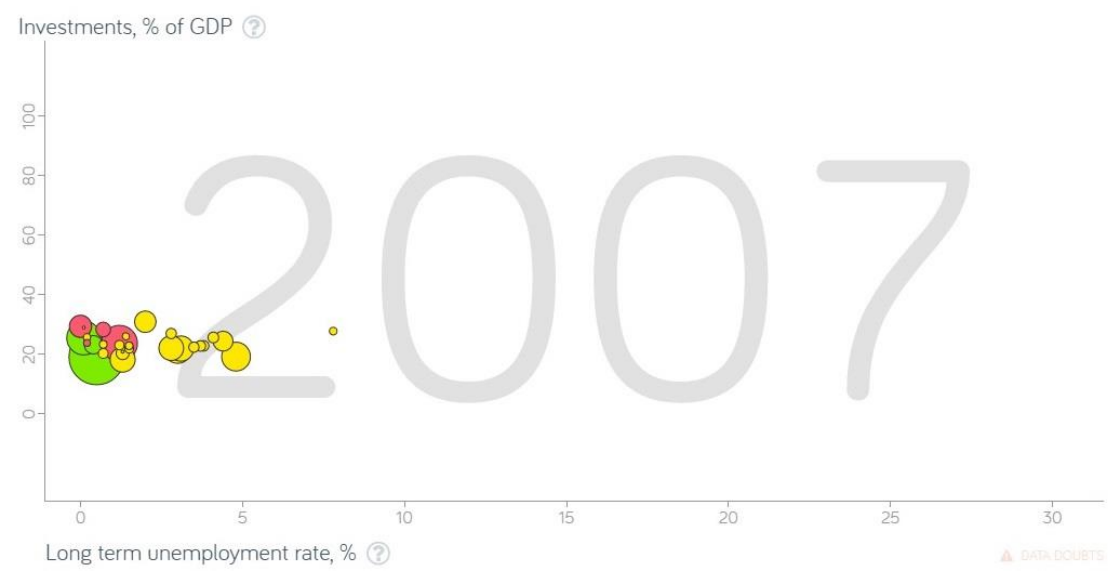 Investments, % of GDP ?
100
80
60
40
20
0
2007
0 5 10 15 20 25 30
Long term unemployment rate, % ?
DATA DOUBTS